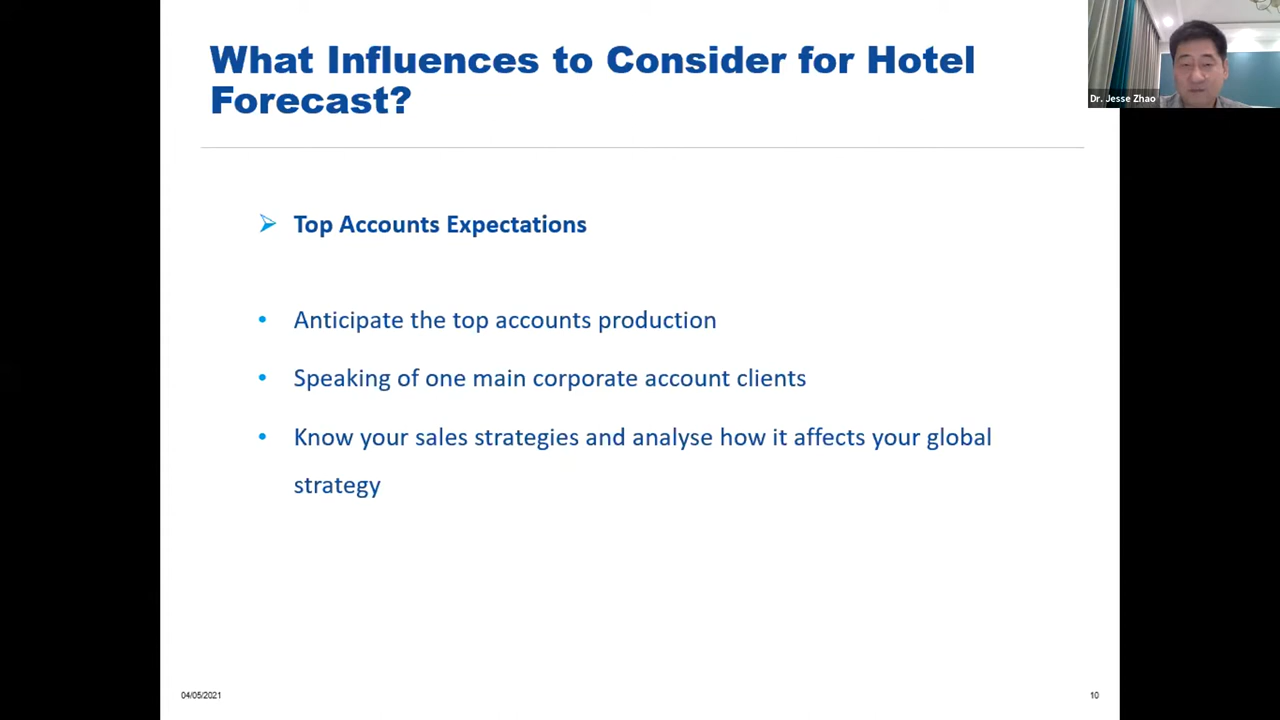 What Influences to Consider for Hotel
Forecast?
Dr. Jesse Zhao
➢ Top Accounts Expectations
• Anticipate the top accounts production
• Speaking of one main corporate account clients
• Know your sales strategies and analyse how it affects your global
strategy
04/05/2021
10